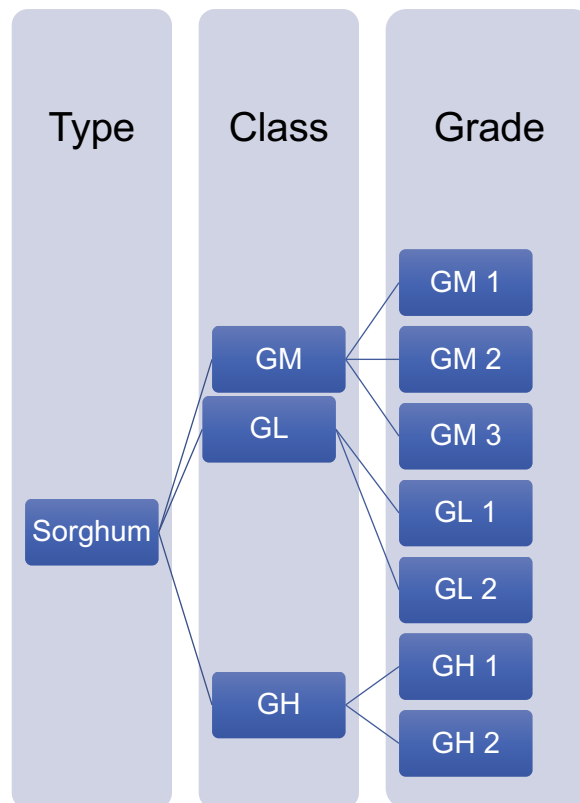 Type
Class
Grade
Sorghum
GM
GL
GH
GM 1
GM 2
GM 3
GL 1
GL 2
GH 1
GH 2